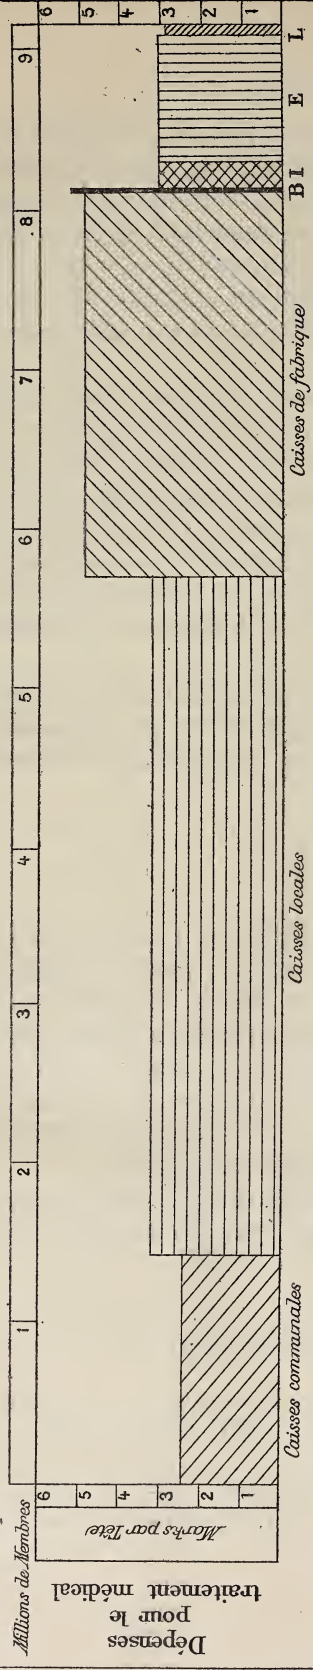 Millions de Membres
1 2 3 4 5 6 7 8 9
Dépenses
pour le
traitement médical
Marks par Tête
6
5
4
3
2
1
6
5
4
3
2
1
Caisses communales
Caisses locales
Caisses de fabrique
B I E L